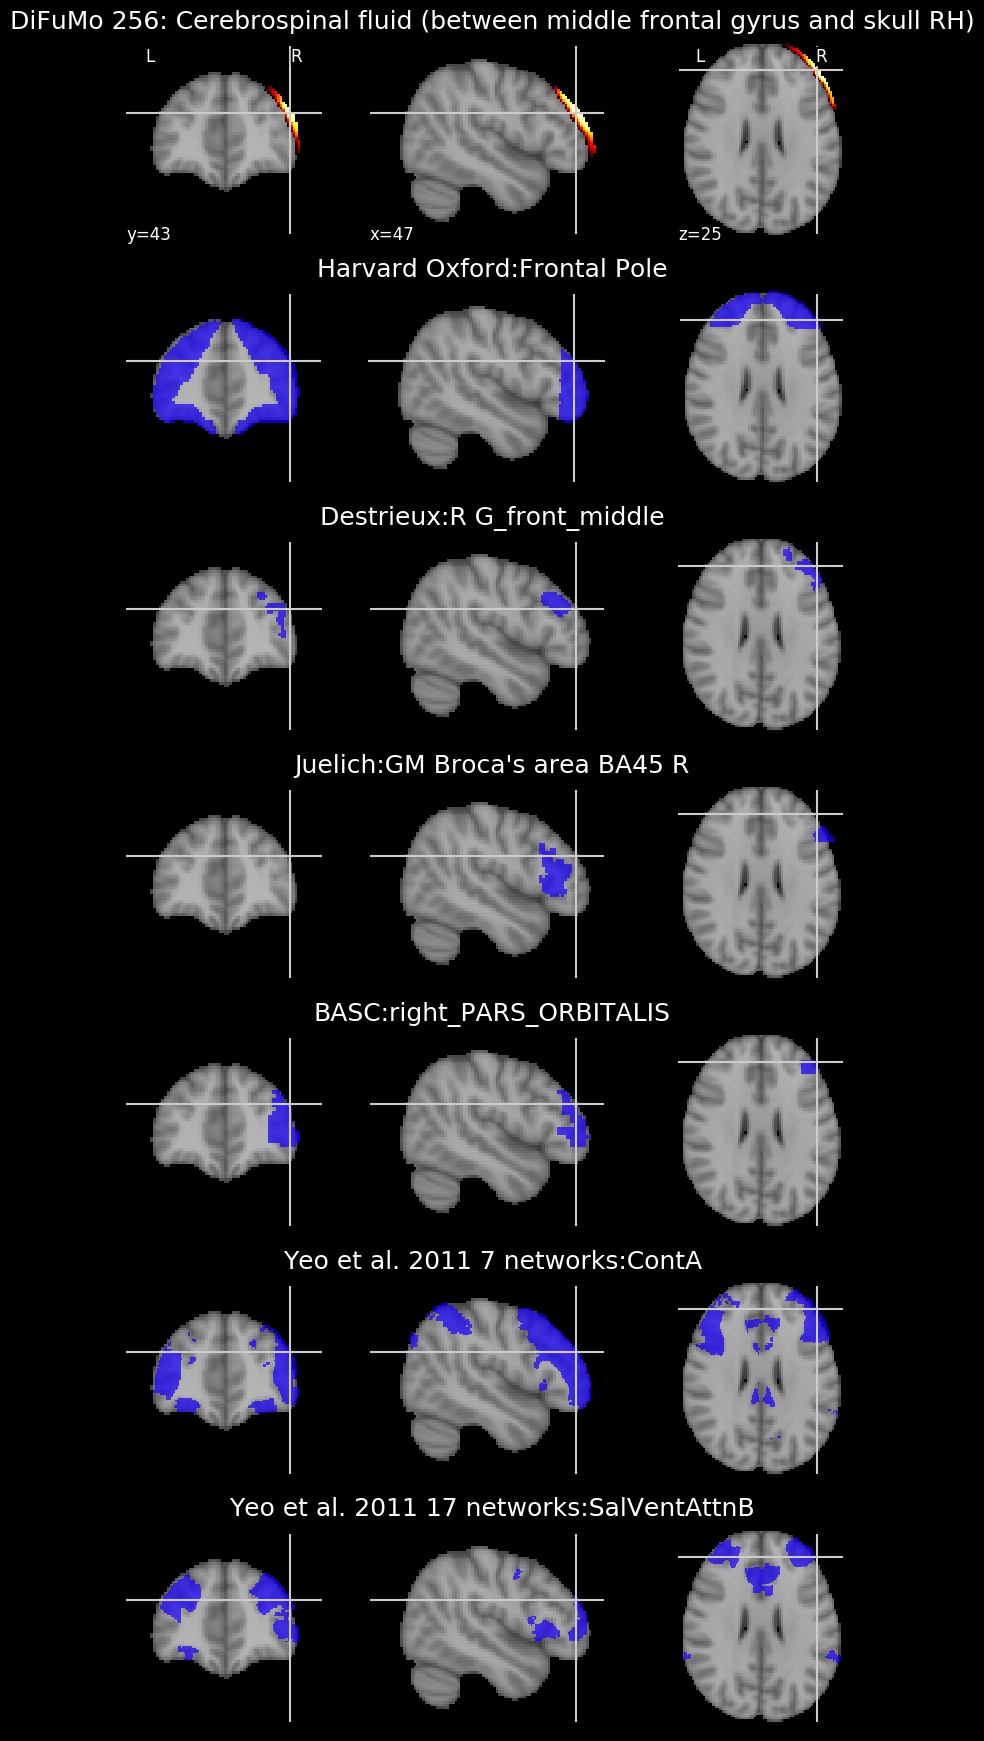 DiFuMo 256: Cerebrospinal fluid (between middle frontal gyrus and skull RH)
L R L R
y=43 x=47 z=25
Harvard Oxford:Frontal Pole
Destrieux:R G_front_middle
Juelich:GM Broca's area BA45 R
BASC:right_PARS_ORBITALIS
Yeo et al. 2011 7 networks:ContA
Yeo et al. 2011 17 networks:SalVentAttnB